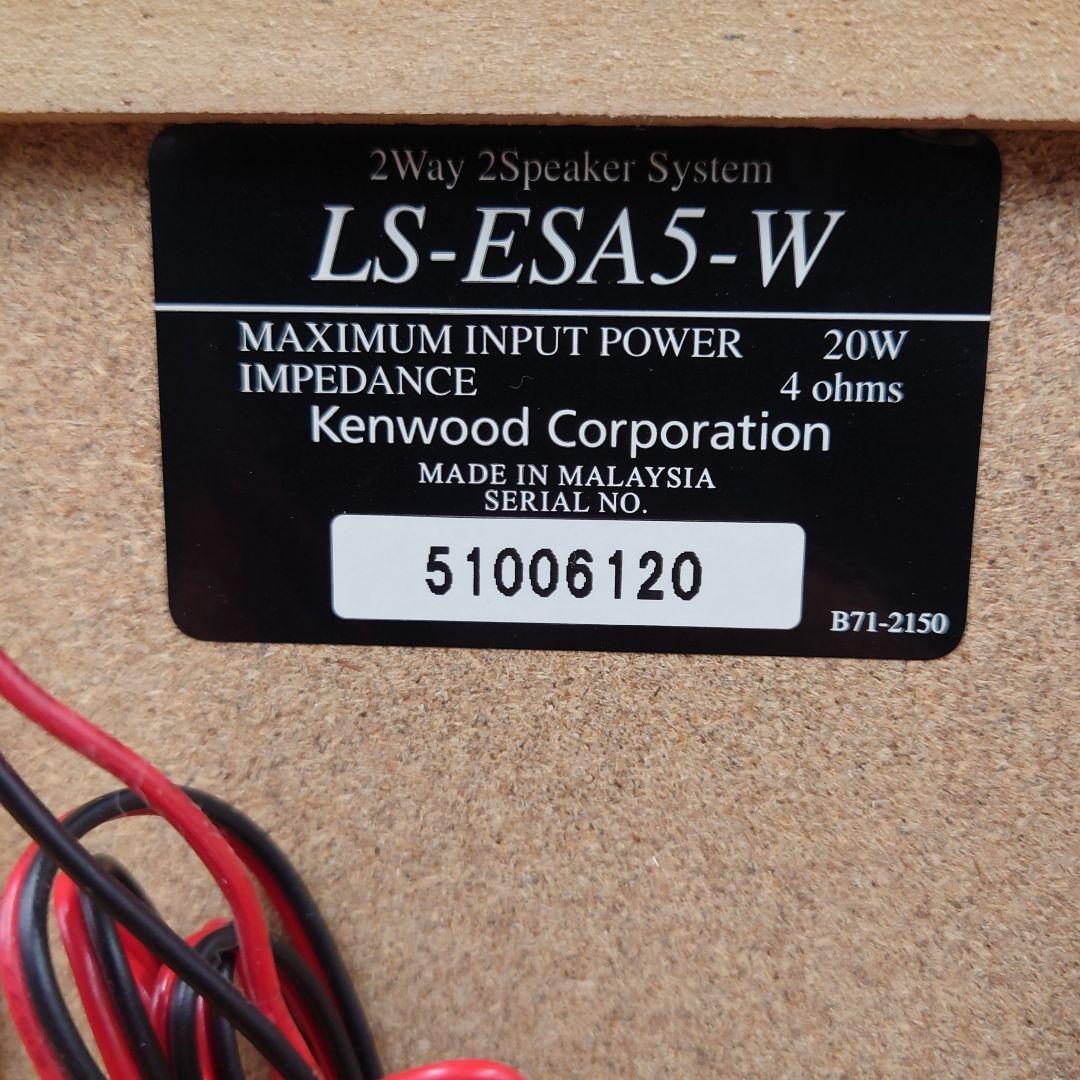 2Way 2Speaker System
LS-ESA5-W
MAXIMUM INPUT POWER 20W
IMPEDANCE 4 ohms
Kenwood Corporation
MADE IN MALAYSIA
SERIAL NO.
51006120
B71-2150